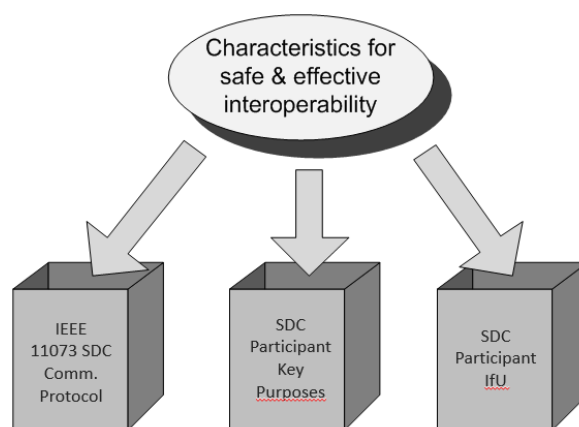 Characteristics for
safe & effective
interoperability
IEEE
11073 SDC
Comm.
Protocol
SDC
Participant
Key
Purposes
SDC
Participant
IfU